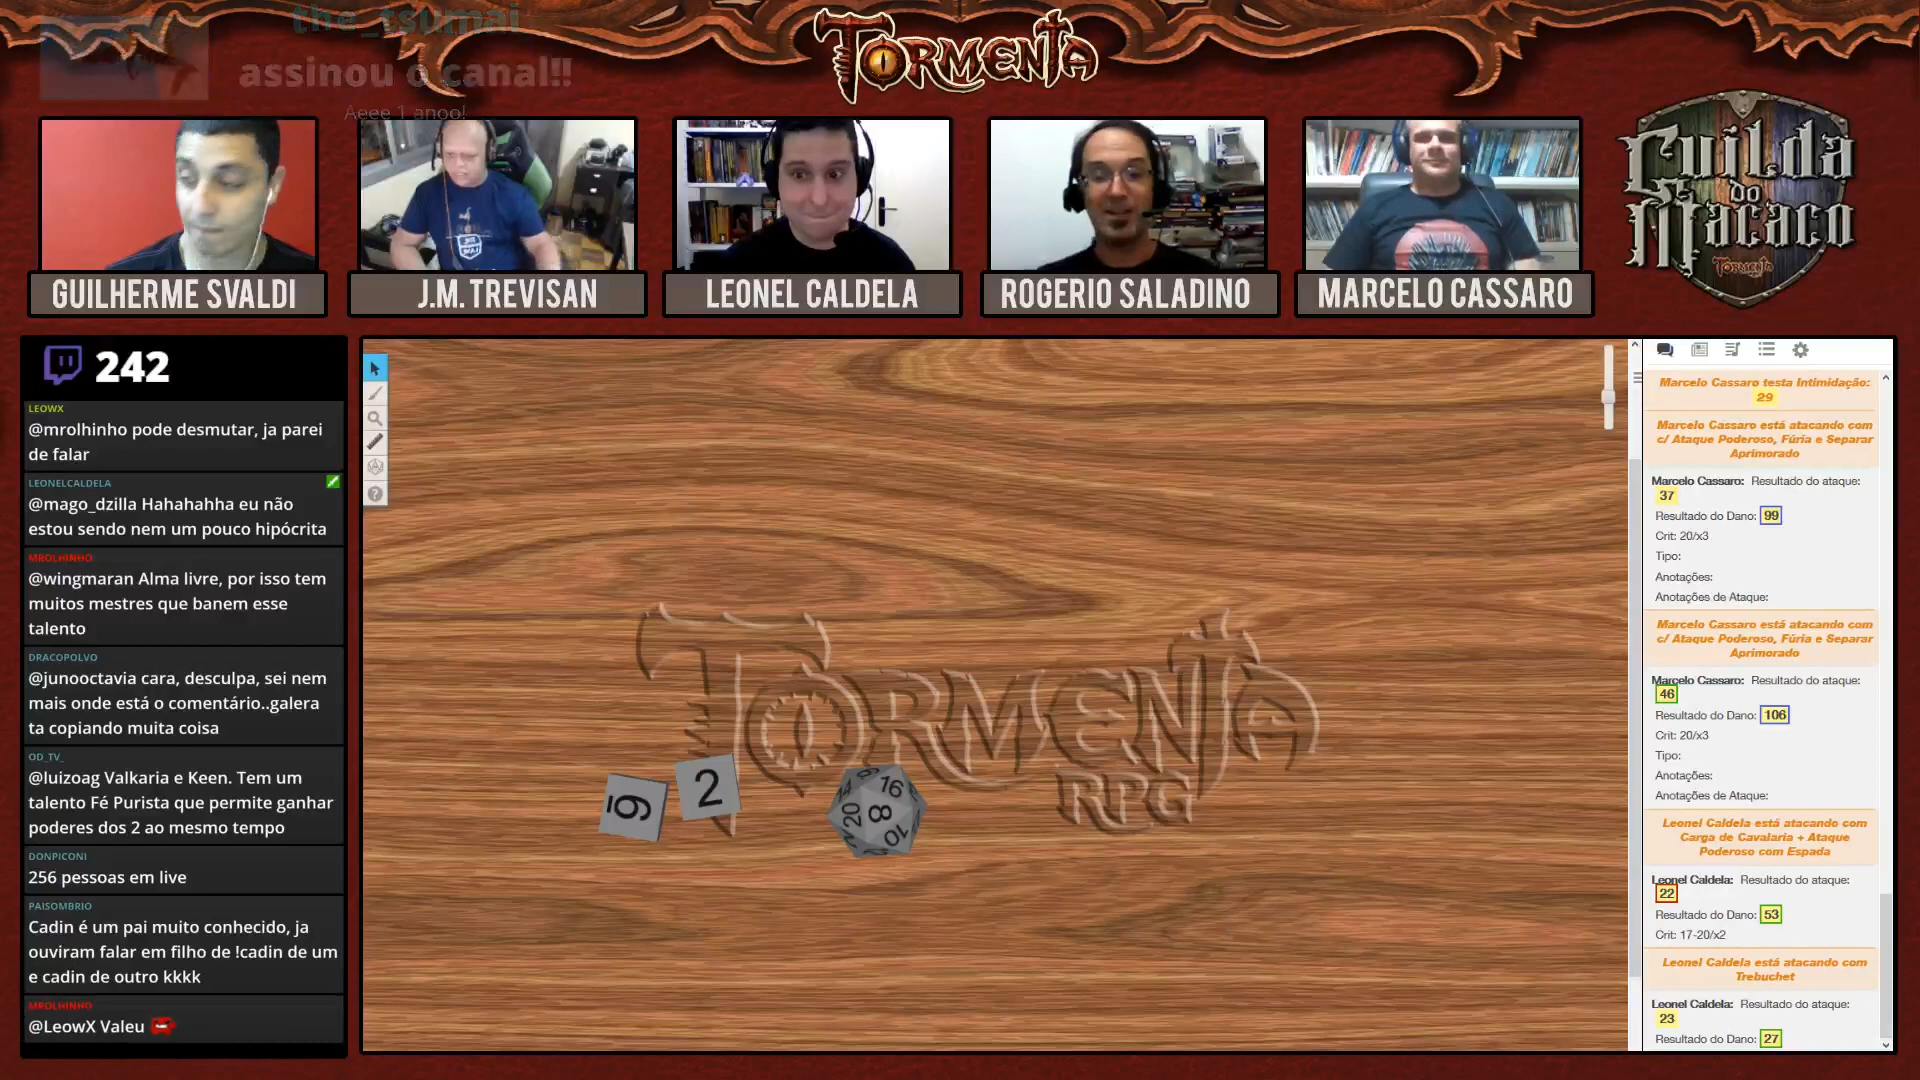 the_tsumai
assinou o canal!!
Aeee 1 anoo!
TORMENTA
Guilda
do
Macaco
TORMENTA
GUILHERME SVALDI
J.M. TREVISAN
LEONEL CALDELA
ROGERIO SALADINO
MARCELO CASSARO
242
LEOWX
@mrolhinho pode desmutar, ja parei
de falar
LEONELCALDELA
@mago_dzilla Hahahahha eu não
estou sendo nem um pouco hipócrita
MROLHINHO
@wingmaran Alma livre, por isso tem
muitos mestres que banem esse
talento
DRACOPOLVO
@junooctavia cara, desculpa, sei nem
mais onde está o comentário..galera
ta copiando muita coisa
OD_TV_
@luizoag Valkaria e Keen. Tem um
talento Fé Purista que permite ganhar
poderes dos 2 ao mesmo tempo
DONPICONI
256 pessoas em live
PAISOMBRIO
Cadin é um pai muito conhecido, ja
ouviram falar em filho de !cadin de um
e cadin de outro kkkk
MROLHINHO
@LeowX Valeu
TORMENTA
RPG
6
2
16
20
8
10
Marcelo Cassaro testa Intimidação:
29
Marcelo Cassaro está atacando com
c/ Ataque Poderoso, Fúria e Separar
Aprimorado
Marcelo Cassaro: Resultado do ataque:
37
Resultado do Dano: 99
Crit: 20/x3
Tipo:
Anotações:
Anotações de Ataque:
Marcelo Cassaro está atacando com
c/ Ataque Poderoso, Fúria e Separar
Aprimorado
Marcelo Cassaro: Resultado do ataque:
46
Resultado do Dano: 106
Crit: 20/x3
Tipo:
Anotações:
Anotações de Ataque:
Leonel Caldela está atacando com
Carga de Cavalaria + Ataque
Poderoso com Espada
Leonel Caldela: Resultado do ataque:
22
Resultado do Dano: 53
Crit: 17-20/x2
Leonel Caldela está atacando com
Trebuchet
Leonel Caldela: Resultado do ataque:
23
Resultado do Dano: 27